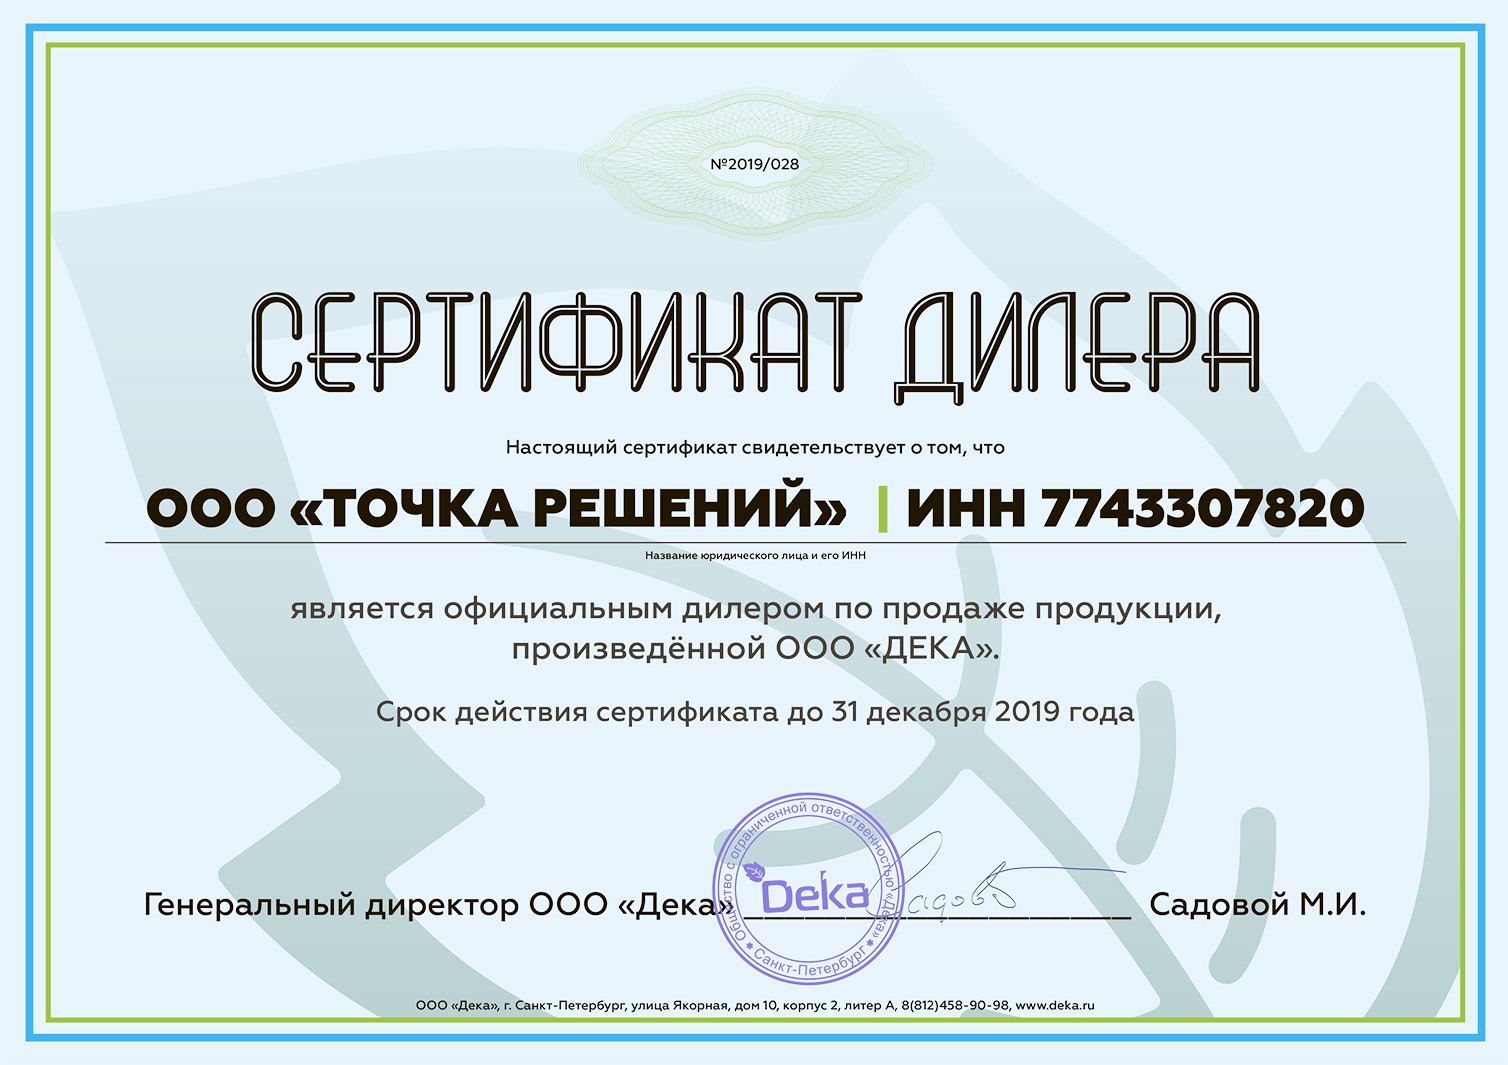 №2019/028
СЕРТИФИКАТ ДИЛЕРА
Настоящий сертификат свидетельствует о том, что
ООО «ТОЧКА РЕШЕНИЙ» | ИНН 7743307820
Название юридического лица и его ИНН
является официальным дилером по продаже продукции,
произведённой ООО «ДЕКА».
Срок действия сертификата до 31 декабря 2019 года
Общество с ограниченной ответственностью «Дека»
Deka
* Санкт-Петербург *
Садов
Генеральный директор ООО «Дека» Садовой М.И.
ООО «Дека», г. Санкт-Петербург, улица Якорная, дом 10, корпус 2, литер А, 8(812)458-90-98, www.deka.ru